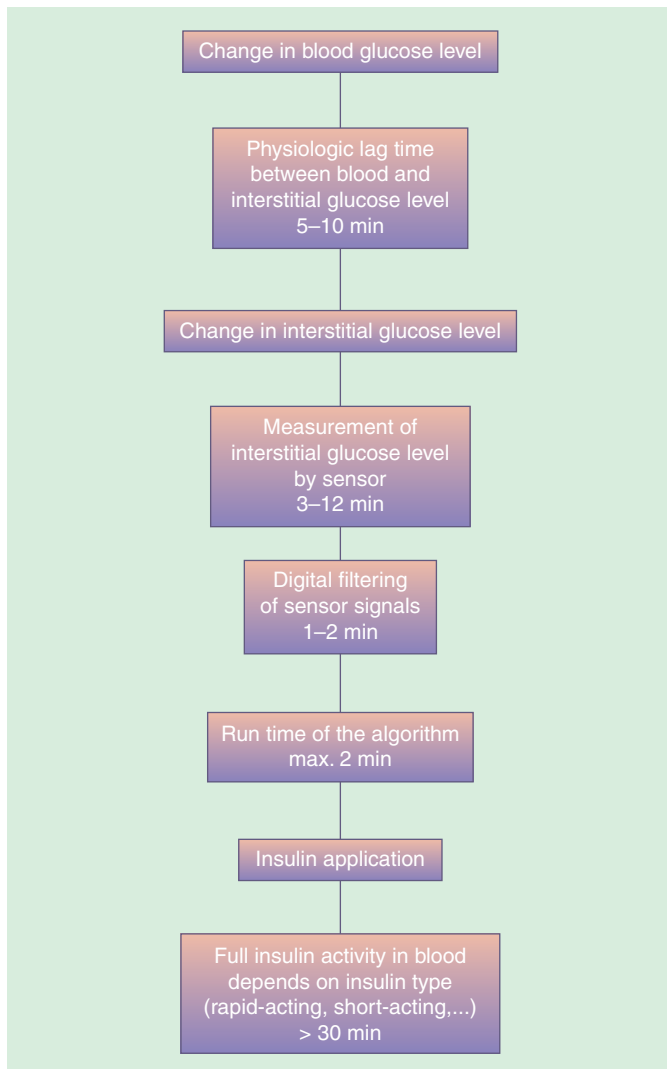 Change in blood glucose level
Physiologic lag time
between blood and
interstitial glucose level
5–10 min
Change in interstitial glucose level
Measurement of
interstitial glucose level
by sensor
3–12 min
Digital filtering
of sensor signals
1–2 min
Run time of the algorithm
max. 2 min
Insulin application
Full insulin activity in blood
depends on insulin type
(rapid-acting, short-acting,...)
> 30 min